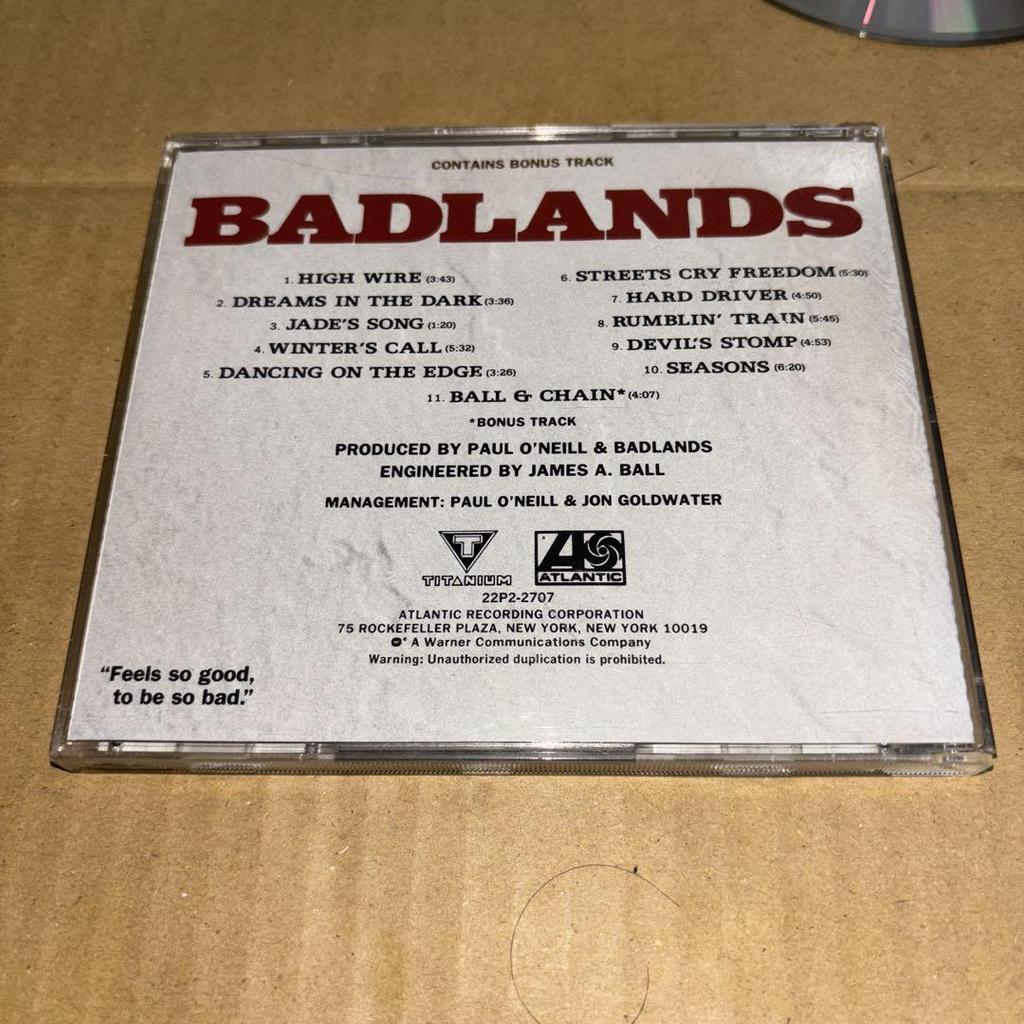 CONTAINS BONUS TRACK
BADLANDS
1. HIGH WIRE (3:43)
2. DREAMS IN THE DARK (3:36)
3. JADE'S SONG (1:20)
4. WINTER'S CALL (5:32)
5. DANCING ON THE EDGE (3:26)
6. STREETS CRY FREEDOM (5:30)
7. HARD DRIVER (4:50)
8. RUMBLIN' TRAIN (5:45)
9. DEVIL'S STOMP (4:53)
10. SEASONS (6:20)
11. BALL & CHAIN* (4:07)
*BONUS TRACK
PRODUCED BY PAUL O'NEILL & BADLANDS
ENGINEERED BY JAMES A. BALL
MANAGEMENT: PAUL O'NEILL & JON GOLDWATER
T
TITANIUM
A
ATLANTIC
22P2-2707
ATLANTIC RECORDING CORPORATION
75 ROCKEFELLER PLAZA, NEW YORK, NEW YORK 10019
A Warner Communications Company
Warning: Unauthorized duplication is prohibited.
"Feels so good,
to be so bad."